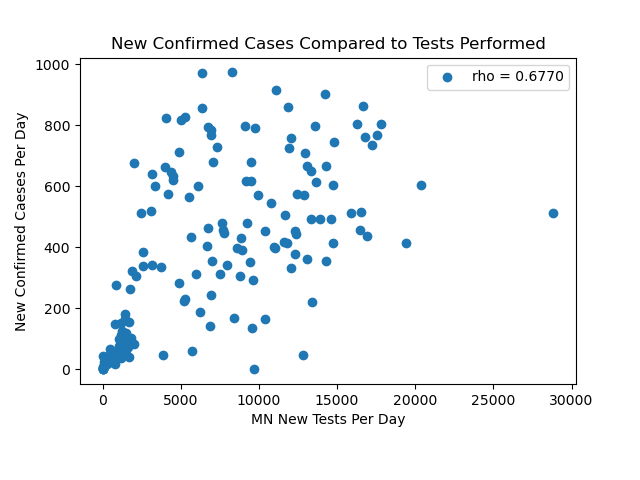 New Confirmed Cases Compared to Tests Performed
rho = 0.6770
New Confirmed Caeses Per Day
1000
800
600
400
200
0
0 5000 10000 15000 20000 25000 30000
MN New Tests Per Day